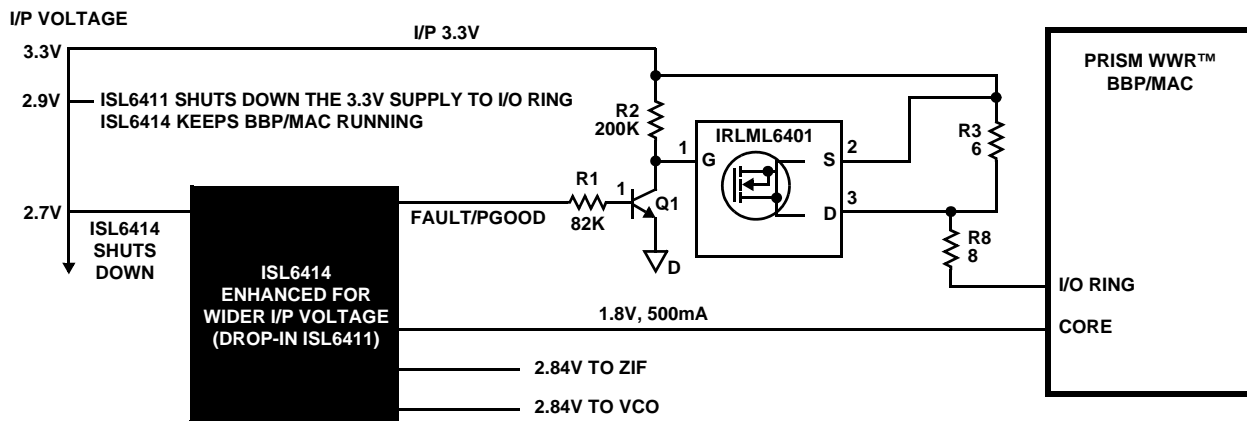 I/P VOLTAGE
3.3V
I/P 3.3V
2.9V
ISL6411 SHUTS DOWN THE 3.3V SUPPLY TO I/O RING
ISL6414 KEEPS BBP/MAC RUNNING
2.7V
ISL6414
SHUTS
DOWN
ISL6414
ENHANCED FOR
WIDER I/P VOLTAGE
(DROP-IN ISL6411)
FAULT/PGOOD
R1
82K
1
Q1
D
R2
200K
1
IRLML6401
G
S
D
2
3
R3
6
R8
8
PRISM WWR™
BBP/MAC
I/O RING
CORE
1.8V, 500mA
2.84V TO ZIF
2.84V TO VCO